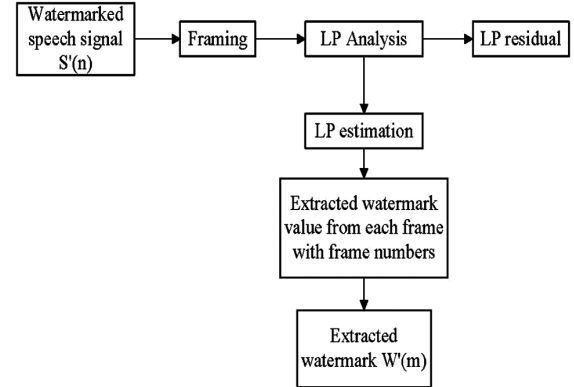 Watermarked
speech signal
S'(n)
Framing
LP Analysis
LP residual
LP estimation
Extracted watermark
value from each frame
with frame numbers
Extracted
watermark W'(m)